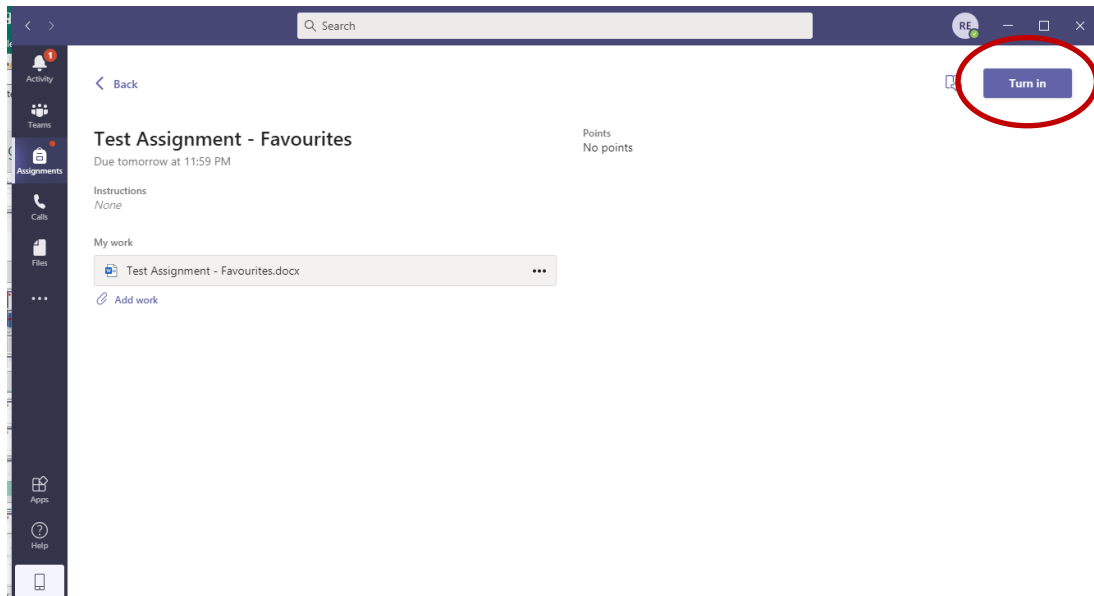 Search
RE
1
Activity
Teams
Assignments
Calls
Files
Apps
Help
Back
Turn in
Test Assignment - Favourites
Due tomorrow at 11:59 PM
Points
No points
Instructions
None
My work
Test Assignment - Favourites.docx
Add work